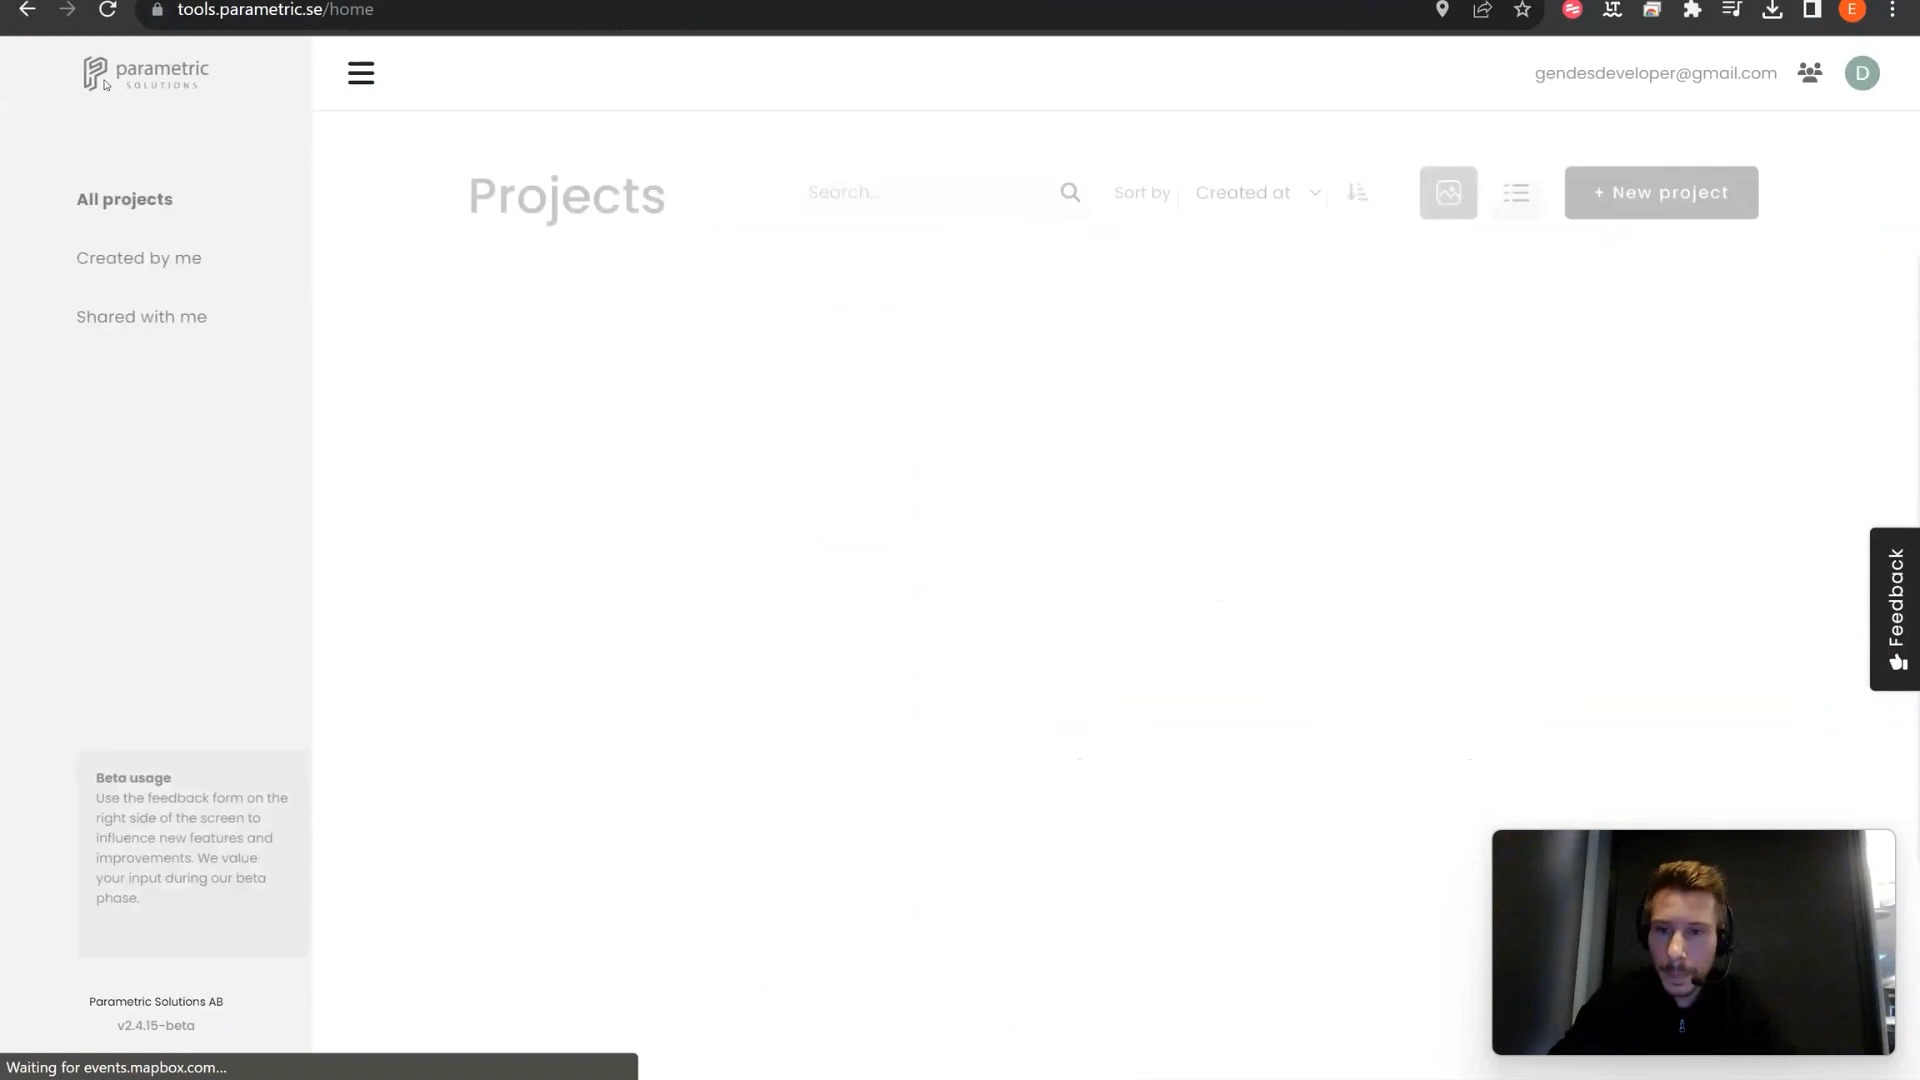 tools.parametric.se/home
E
parametric
SOLUTIONS
gendesdeveloper@gmail.com
D
All projects
Created by me
Shared with me
Projects
Search...
Sort by
Created at
+ New project
Feedback
Beta usage
Use the feedback form on the
right side of the screen to
influence new features and
improvements. We value
your input during our beta
phase.
Parametric Solutions AB
v2.4.15-beta
Waiting for events.mapbox.com...